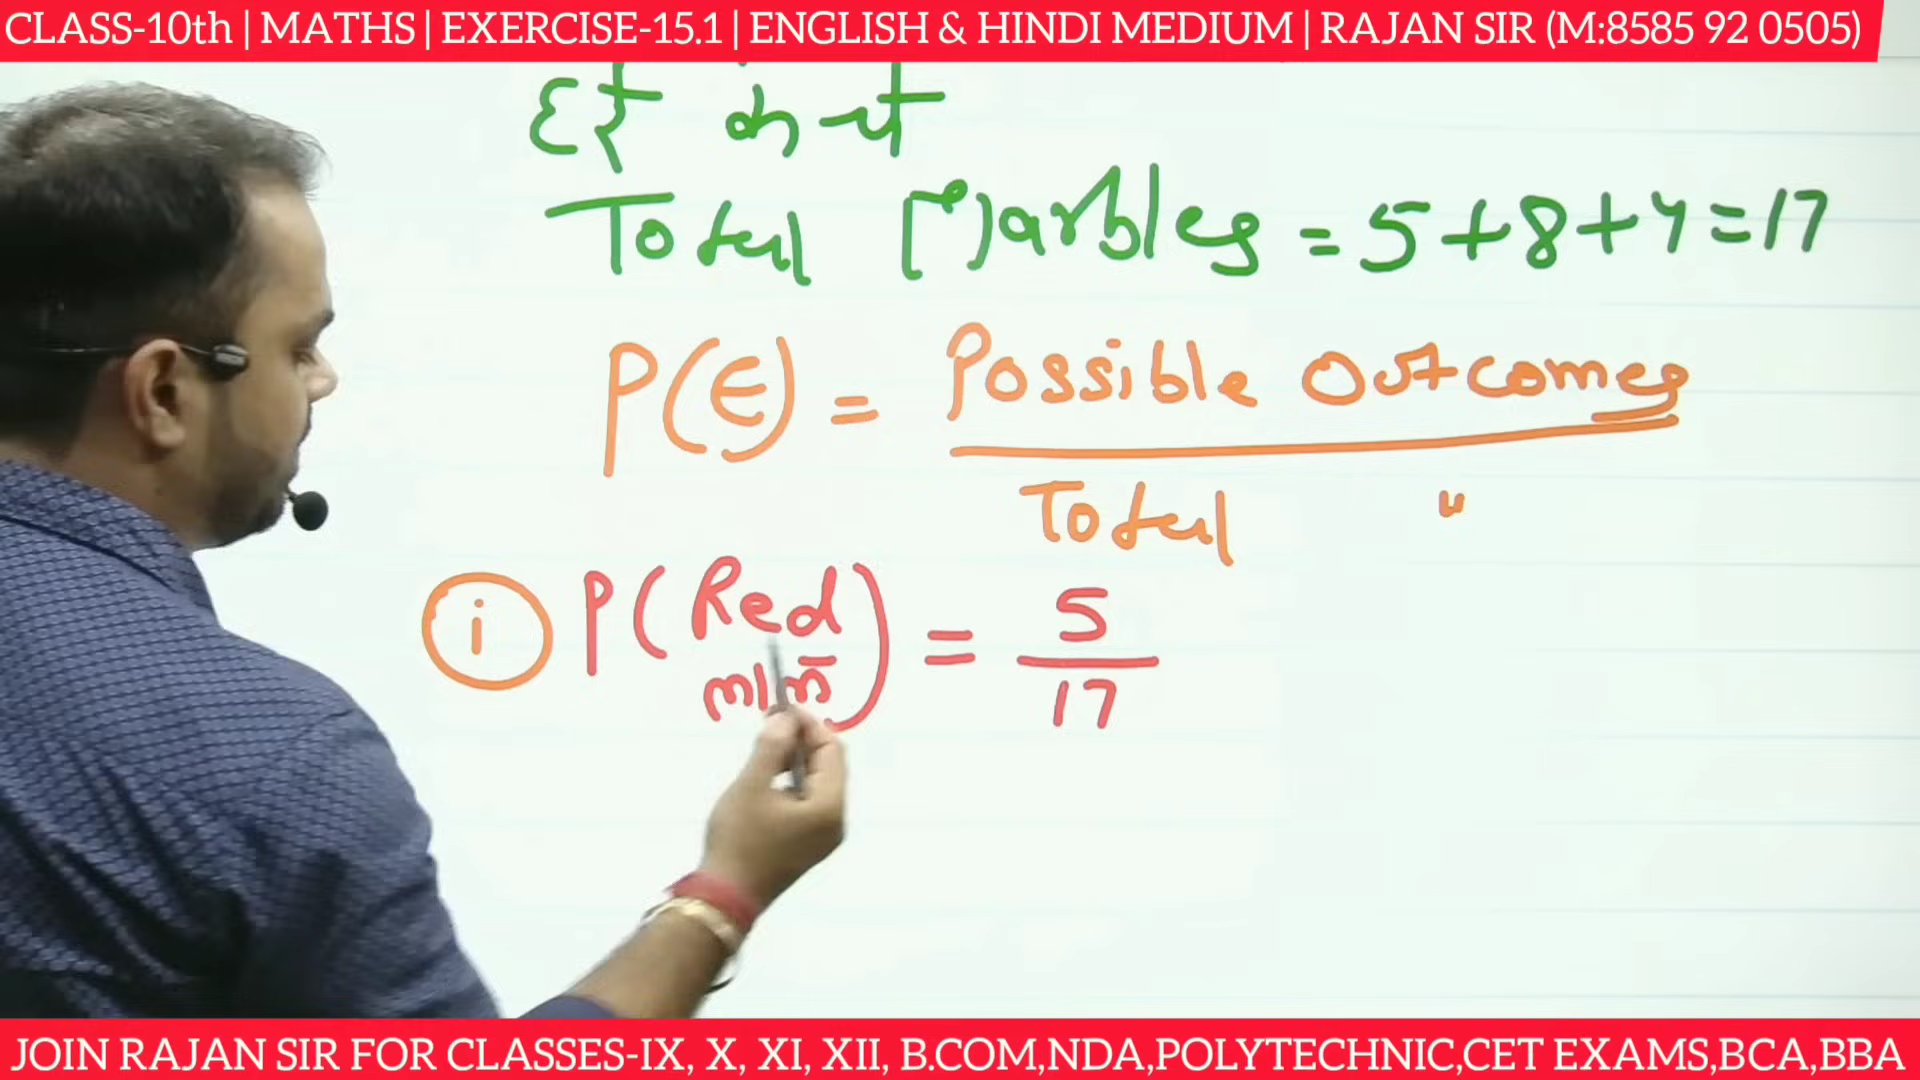 CLASS-10th | MATHS | EXERCISE-15.1 | ENGLISH & HINDI MEDIUM | RAJAN SIR (M:8585 92 0505)
Total Marbles = 5+8+4=17
P(E) = Possible Outcomes
Total "
i P(Red) = 5
17
JOIN RAJAN SIR FOR CLASSES-IX, X, XI, XII, B.COM,NDA,POLYTECHNIC,CET EXAMS,BCA,BBA